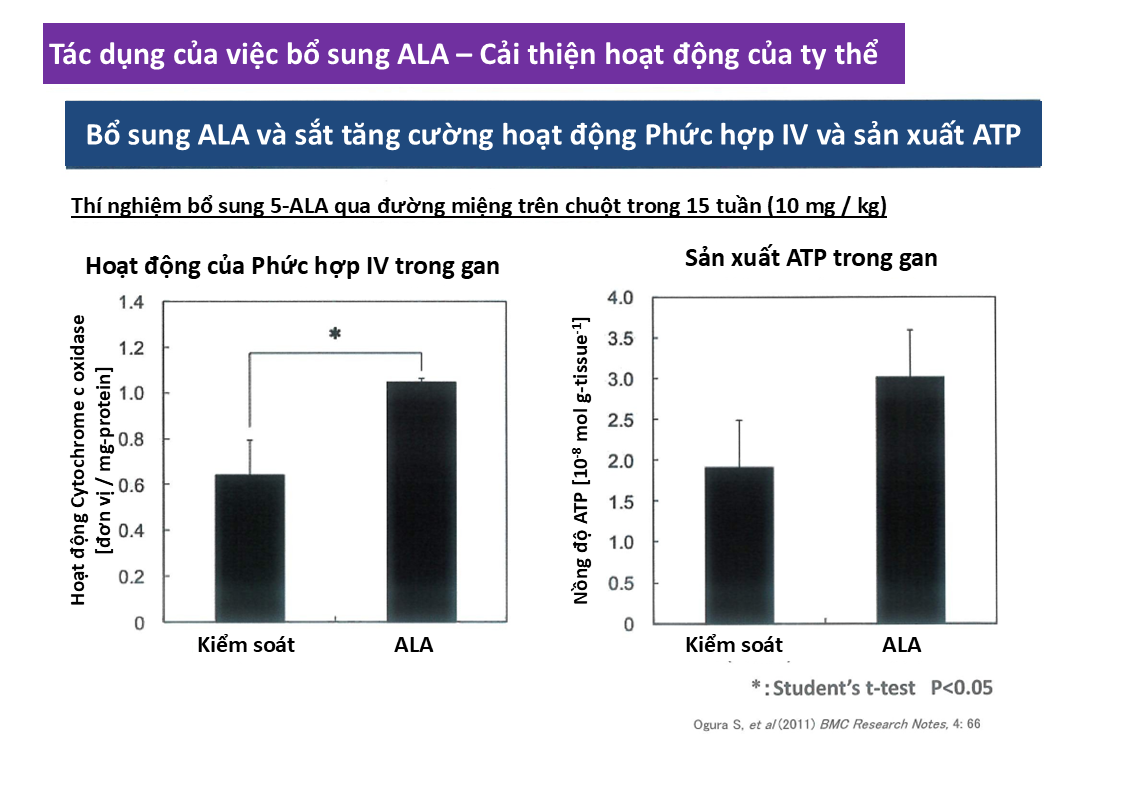 Tác dụng của việc bổ sung ALA – Cải thiện hoạt động của ty thể
Bổ sung ALA và sắt tăng cường hoạt động Phức hợp IV và sản xuất ATP
Thí nghiệm bổ sung 5-ALA qua đường miệng trên chuột trong 15 tuần (10 mg / kg)
Hoạt động của Phức hợp IV trong gan
Hoạt động Cytochrome c oxidase
[đơn vị / mg-protein]
1.4
1.2
1.0
0.8
0.6
0.4
0.2
0
*
Kiểm soát
ALA
Sản xuất ATP trong gan
Nồng độ ATP [10⁻⁸ mol g-tissue⁻¹]
4.0
3.5
3.0
2.5
2.0
1.5
1.0
0.5
0
Kiểm soát
ALA
*: Student's t-test P<0.05
Ogura S, et al (2011) BMC Research Notes, 4: 66